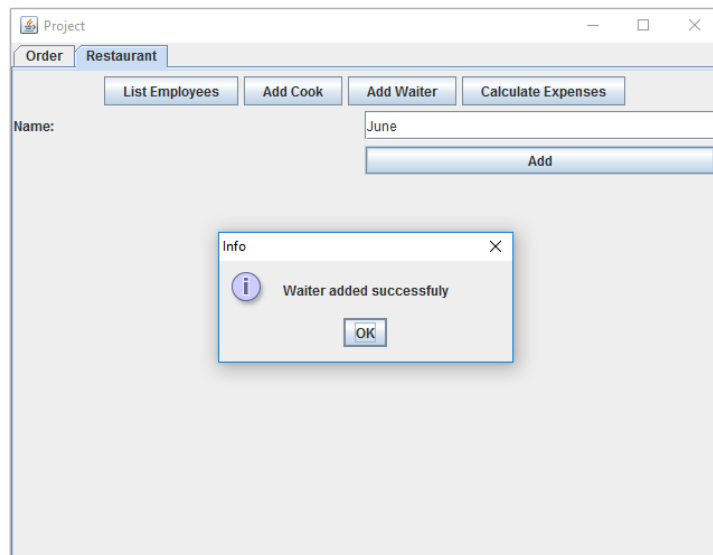 Project
Order Restaurant
List Employees Add Cook Add Waiter Calculate Expenses
Name: June
Add
Info
i
Waiter added successfuly
OK